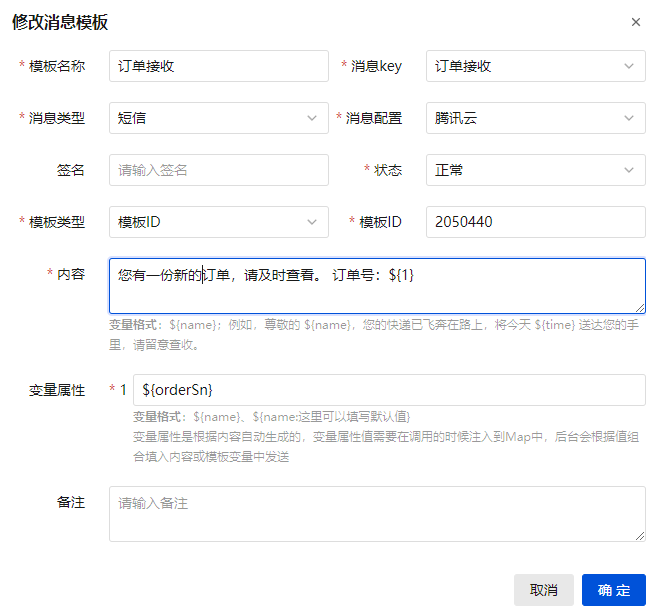 修改消息模板
* 模板名称 订单接收 * 消息key 订单接收
* 消息类型 短信 * 消息配置 腾讯云
签名 请输入签名 * 状态 正常
* 模板类型 模板ID * 模板ID 2050440
* 内容 您有一份新的订单，请及时查看。 订单号：${1}
变量格式：${name}；例如，尊敬的 ${name}，您的快递已飞奔在路上，将今天 ${time} 送达您的手
里，请留意查收。
变量属性 * 1 ${orderSn}
变量格式：${name}、${name:这里可以填写默认值}
变量属性是根据内容自动生成的，变量属性值需要在调用的时候注入到Map中，后台会根据值组
合填入内容或模板变量中发送
备注 请输入备注
取消 确 定